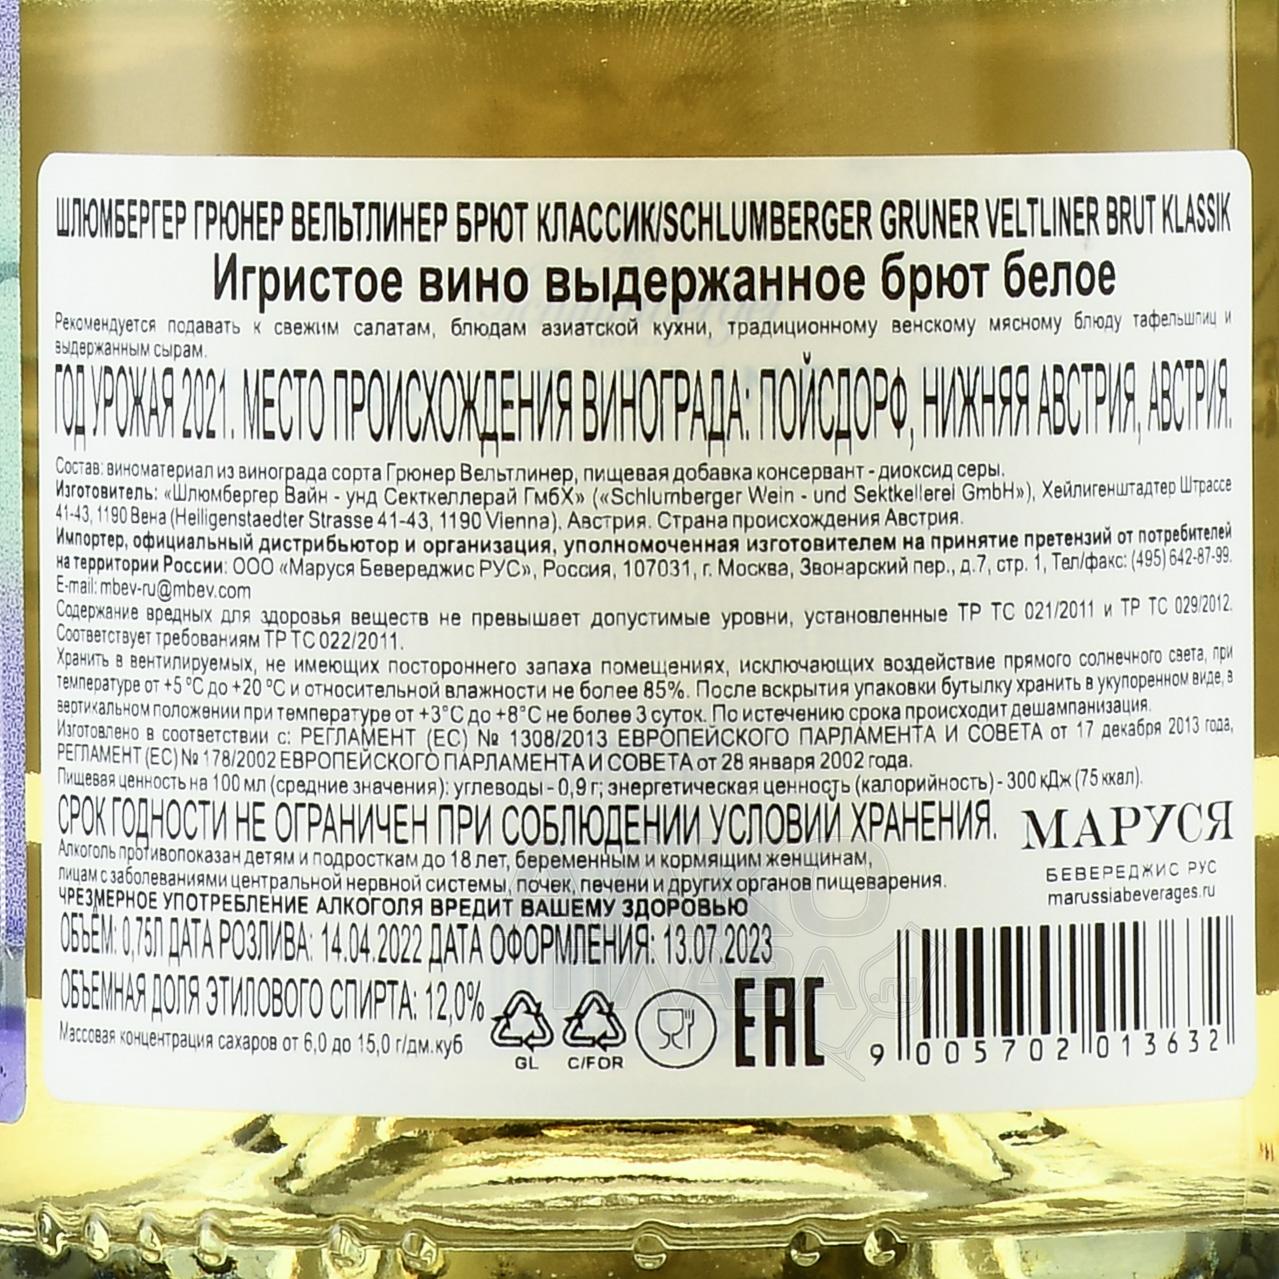 ШЛЮМБЕРГЕР ГРЮНЕР ВЕЛЬТЛИНЕР БРЮТ КЛАССИК/SCHLUMBERGER GRUNER VELTLINER BRUT KLASSIK
Игристое вино выдержанное брют белое
Рекомендуется подавать к свежим салатам, блюдам азиатской кухни, традиционному венскому мясному блюду тафельшпиц и
выдержанным сырам.
ГОД УРОЖАЯ 2021. МЕСТО ПРОИСХОЖДЕНИЯ ВИНОГРАДА: ПОЙСДОРФ, НИЖНЯЯ АВСТРИЯ, АВСТРИЯ.
Состав: виноматериал из винограда сорта Грюнер Вельтлинер, пищевая добавка консервант - диоксид серы.
Изготовитель: «Шлюмбергер Вайн - унд Секткеллерай ГмбХ» («Schlumberger Wein - und Sektkellerei GmbH»), Хейлигенштадтер Штрассе
41-43, 1190 Вена (Heiligenstaedter Strasse 41-43, 1190 Vienna), Австрия. Страна происхождения Австрия.
Импортер, официальный дистрибьютор и организация, уполномоченная изготовителем на принятие претензий от потребителей
на территории России: ООО «Маруся Бевереджис РУС», Россия, 107031, г. Москва, Звонарский пер., д.7, стр. 1, Тел/факс: (495) 642-87-99.
E-mail: mbev-ru@mbev.com
Содержание вредных для здоровья веществ не превышает допустимые уровни, установленные ТР ТС 021/2011 и ТР ТС 029/2012.
Соответствует требованиям ТР ТС 022/2011.
Хранить в вентилируемых, не имеющих постороннего запаха помещениях, исключающих воздействие прямого солнечного света, при
температуре от +5 °С до +20 °С и относительной влажности не более 85%. После вскрытия упаковки бутылку хранить в укупоренном виде, в
вертикальном положении при температуре от +3°С до +8°С не более 3 суток. По истечению срока происходит дешампанизация.
Изготовлено в соответствии с: РЕГЛАМЕНТ (ЕС) № 1308/2013 ЕВРОПЕЙСКОГО ПАРЛАМЕНТА И СОВЕТА от 17 декабря 2013 года,
РЕГЛАМЕНТ (ЕС) № 178/2002 ЕВРОПЕЙСКОГО ПАРЛАМЕНТА И СОВЕТА от 28 января 2002 года.
Пищевая ценность на 100 мл (средние значения): углеводы - 0,9 г; энергетическая ценность (калорийность) - 300 кДж (75 ккал).
СРОК ГОДНОСТИ НЕ ОГРАНИЧЕН ПРИ СОБЛЮДЕНИИ УСЛОВИЙ ХРАНЕНИЯ.
МАРУСЯ
БЕВЕРЕДЖИС РУС
marussiabeverages.ru
Алкоголь противопоказан детям и подросткам до 18 лет, беременным и кормящим женщинам,
лицам с заболеваниями центральной нервной системы, почек, печени и других органов пищеварения.
ЧРЕЗМЕРНОЕ УПОТРЕБЛЕНИЕ АЛКОГОЛЯ ВРЕДИТ ВАШЕМУ ЗДОРОВЬЮ
ОБЪЕМ: 0,75Л ДАТА РОЗЛИВА: 14.04.2022 ДАТА ОФОРМЛЕНИЯ: 13.07.2023
ОБЪЕМНАЯ ДОЛЯ ЭТИЛОВОГО СПИРТА: 12,0%
Массовая концентрация сахаров от 6,0 до 15,0 г/дм.куб
GL
C/FOR
EAC
9 005702 013632